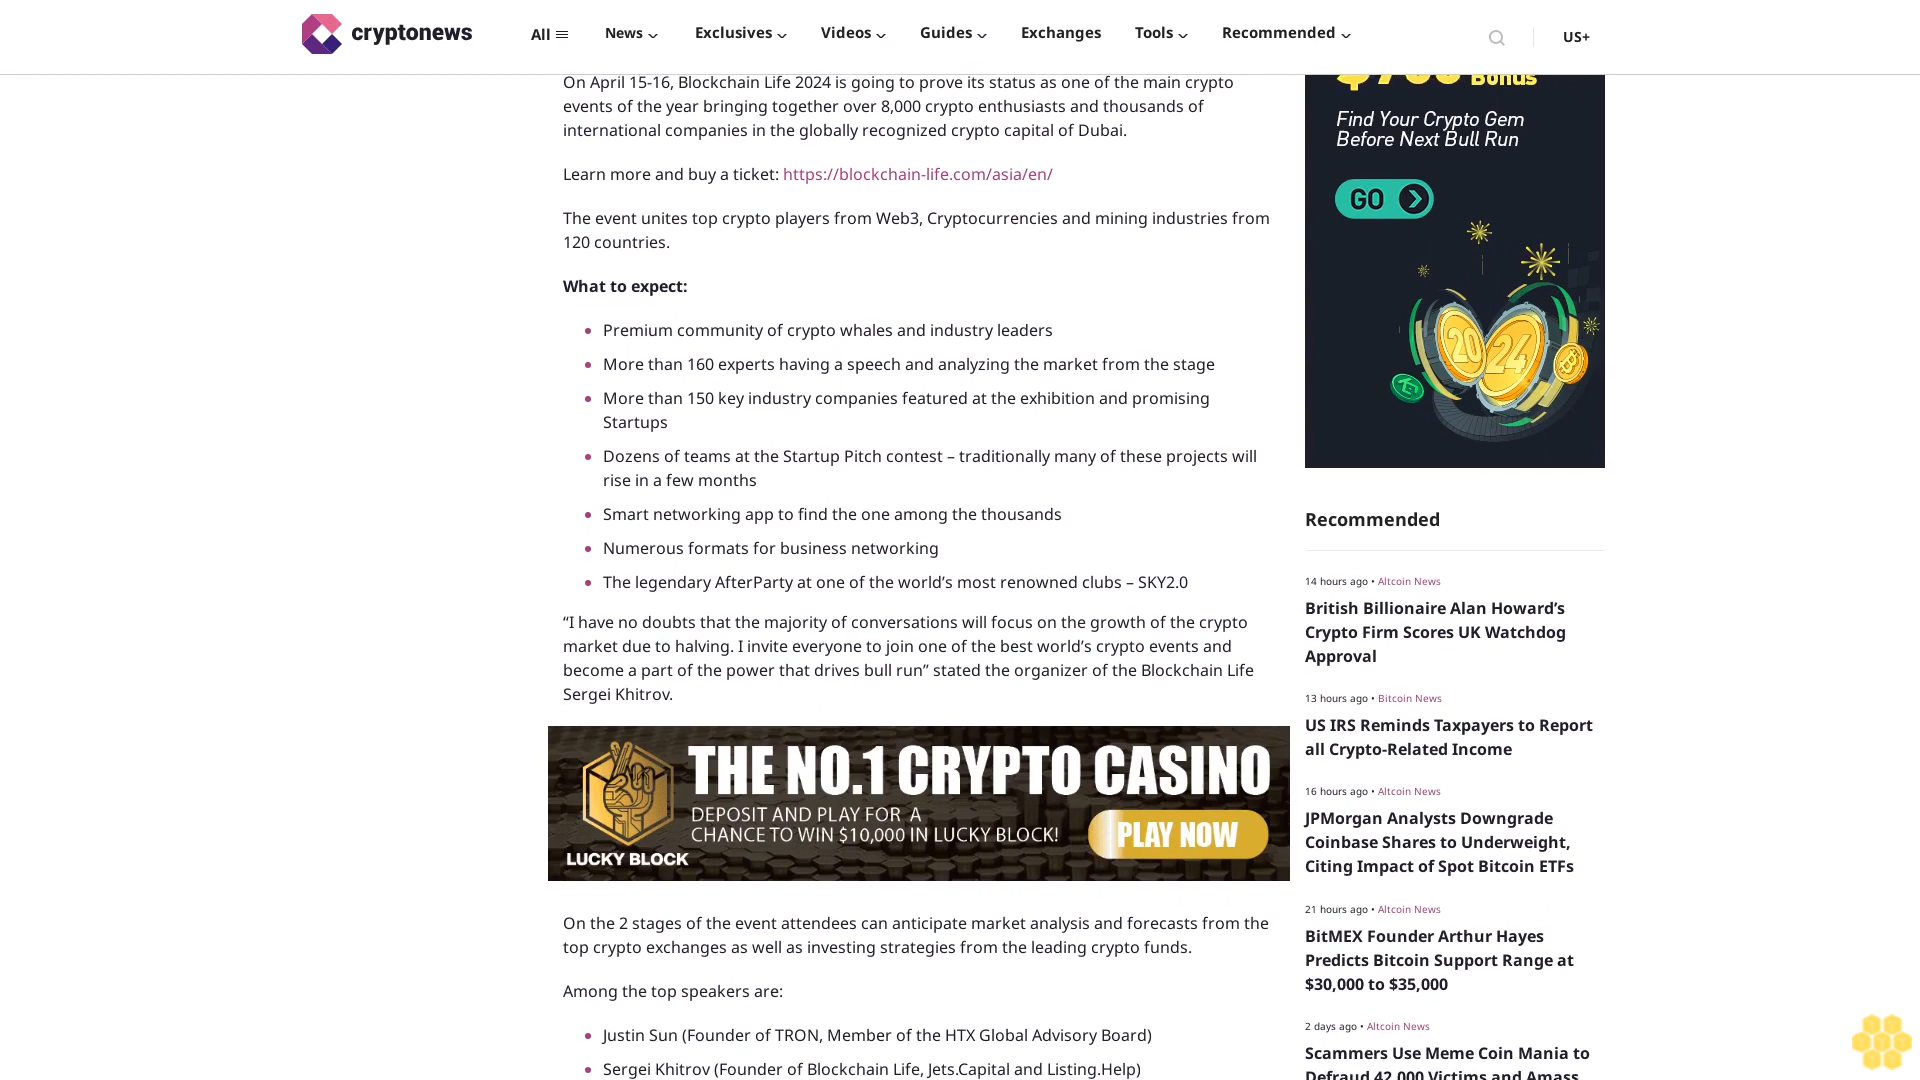 cryptonews
All
News
Exclusives
Videos
Guides
Exchanges
Tools
Recommended
US+
On April 15-16, Blockchain Life 2024 is going to prove its status as one of the main crypto
events of the year bringing together over 8,000 crypto enthusiasts and thousands of
international companies in the globally recognized crypto capital of Dubai.
Learn more and buy a ticket: https://blockchain-life.com/asia/en/
The event unites top crypto players from Web3, Cryptocurrencies and mining industries from
120 countries.
What to expect:
Premium community of crypto whales and industry leaders
More than 160 experts having a speech and analyzing the market from the stage
More than 150 key industry companies featured at the exhibition and promising
Startups
Dozens of teams at the Startup Pitch contest – traditionally many of these projects will
rise in a few months
Smart networking app to find the one among the thousands
Numerous formats for business networking
The legendary AfterParty at one of the world’s most renowned clubs – SKY2.0
“I have no doubts that the majority of conversations will focus on the growth of the crypto
market due to halving. I invite everyone to join one of the best world’s crypto events and
become a part of the power that drives bull run” stated the organizer of the Blockchain Life
Sergei Khitrov.
THE NO.1 CRYPTO CASINO
DEPOSIT AND PLAY FOR A
CHANCE TO WIN $10,000 IN LUCKY BLOCK!
PLAY NOW
LUCKY BLOCK
On the 2 stages of the event attendees can anticipate market analysis and forecasts from the
top crypto exchanges as well as investing strategies from the leading crypto funds.
Among the top speakers are:
Justin Sun (Founder of TRON, Member of the HTX Global Advisory Board)
Sergei Khitrov (Founder of Blockchain Life, Jets.Capital and Listing.Help)
Bonus
Find Your Crypto Gem
Before Next Bull Run
GO
20 24
Recommended
14 hours ago • Altcoin News
British Billionaire Alan Howard’s
Crypto Firm Scores UK Watchdog
Approval
13 hours ago • Bitcoin News
US IRS Reminds Taxpayers to Report
all Crypto-Related Income
16 hours ago • Altcoin News
JPMorgan Analysts Downgrade
Coinbase Shares to Underweight,
Citing Impact of Spot Bitcoin ETFs
21 hours ago • Altcoin News
BitMEX Founder Arthur Hayes
Predicts Bitcoin Support Range at
$30,000 to $35,000
2 days ago • Altcoin News
Scammers Use Meme Coin Mania to
Defraud 42,000 Victims and Amass